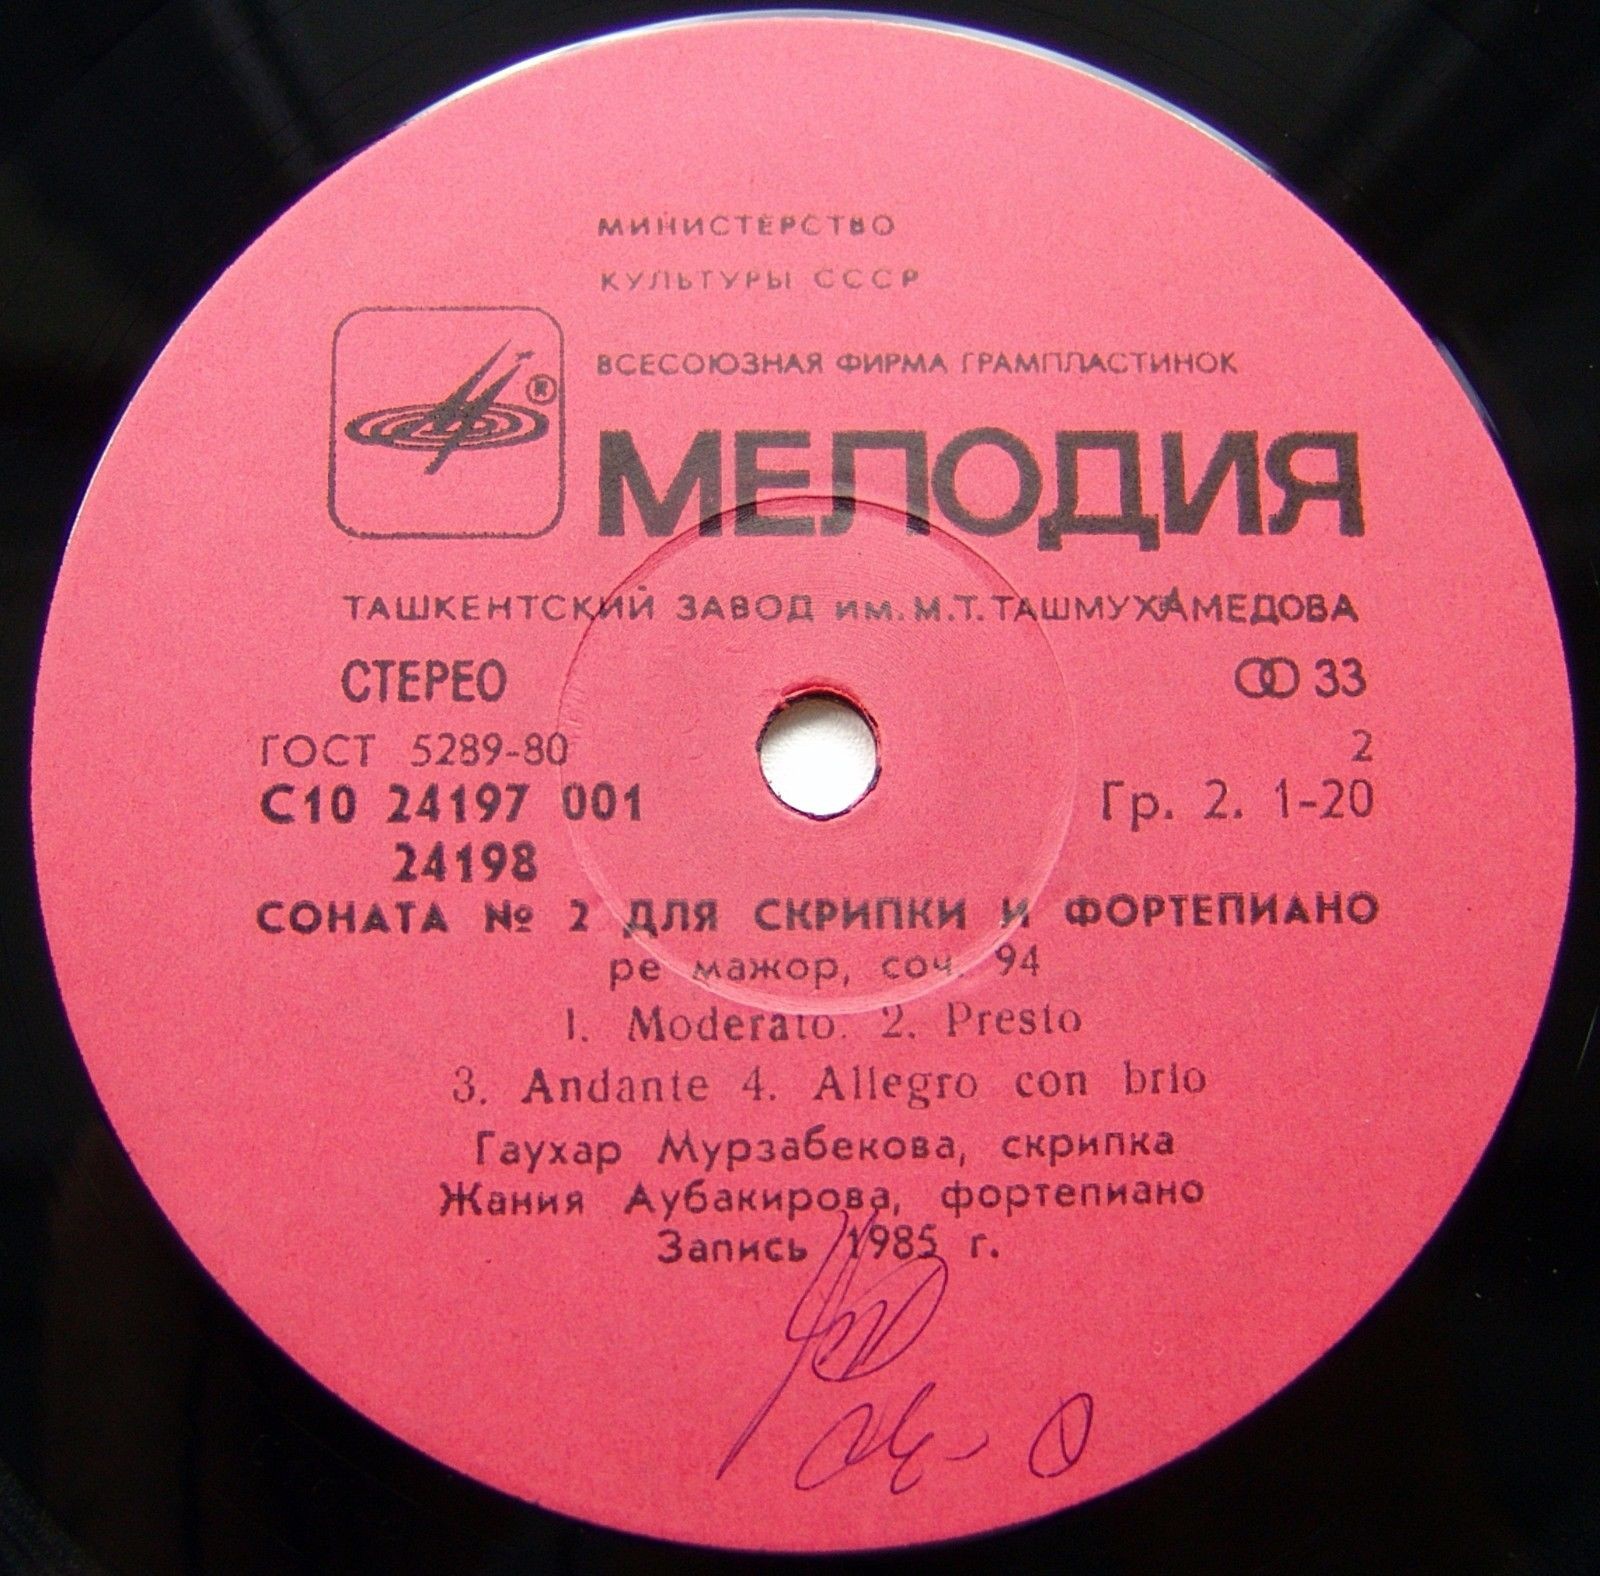 МИНИСТЕРСТВО
КУЛЬТУРЫ СССР
ВСЕСОЮЗНАЯ ФИРМА ГРАМПЛАСТИНОК
®
МЕЛОДИЯ
ТАШКЕНТСКИЙ ЗАВОД ИМ. М.Т. ТАШМУХАМЕДОВА
СТЕРЕО 33
ГОСТ 5289-80 2
С10 24197 001 Гр. 2. 1-20
24198
СОНАТА № 2 ДЛЯ СКРИПКИ И ФОРТЕПИАНО
ре мажор, соч. 94
1. Moderato. 2. Presto
3. Andante 4. Allegro con brio
Гаухар Мурзабекова, скрипка
Жания Аубакирова, фортепиано
Запись 1985 г.